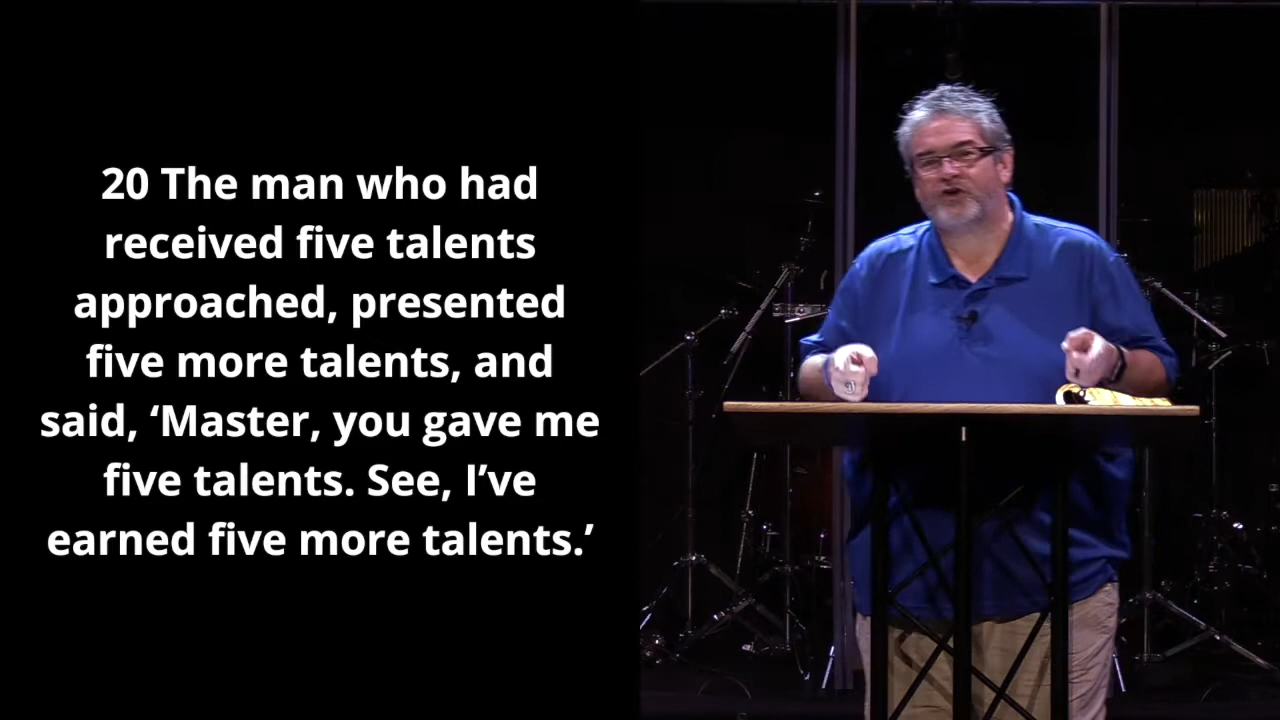 20 The man who had
received five talents
approached, presented
five more talents, and
said, ‘Master, you gave me
five talents. See, I’ve
earned five more talents.’